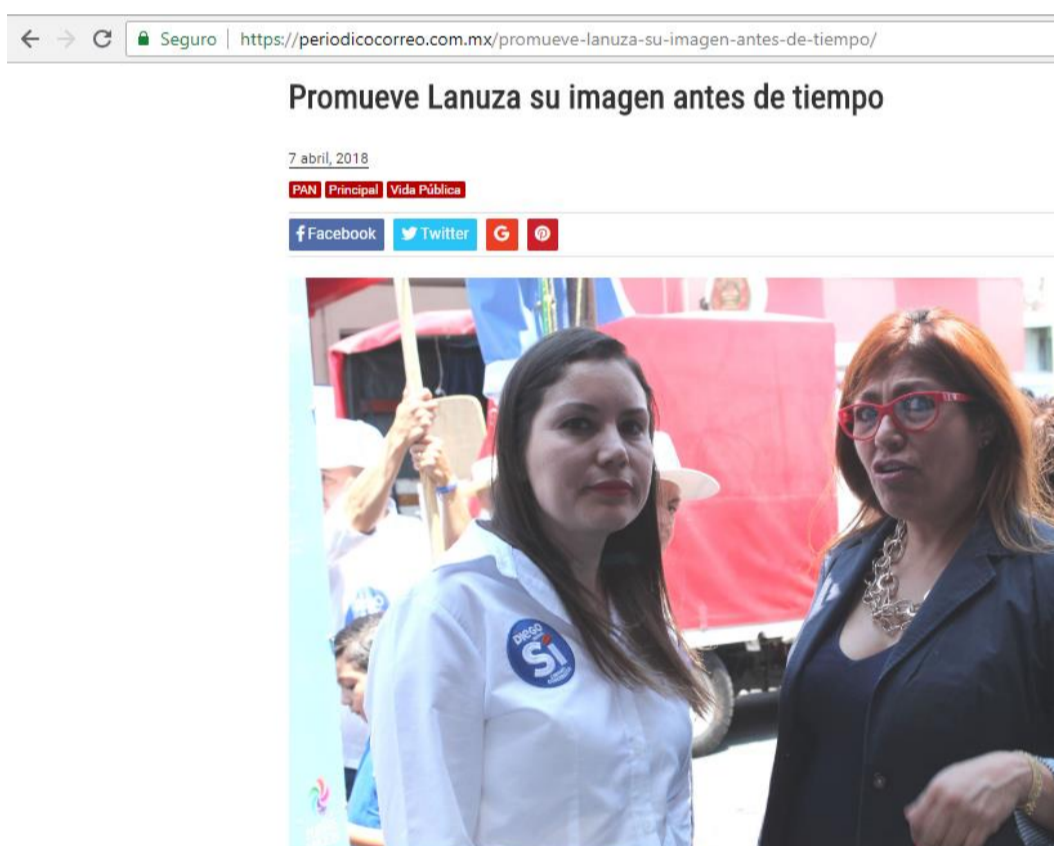 Seguro | https://periodicocorreo.com.mx/promueve-lanuza-su-imagen-antes-de-tiempo/
Promueve Lanuza su imagen antes de tiempo
7 abril, 2018
PAN Principal Vida Pública
Facebook Twitter G
DIEGO
SÍ